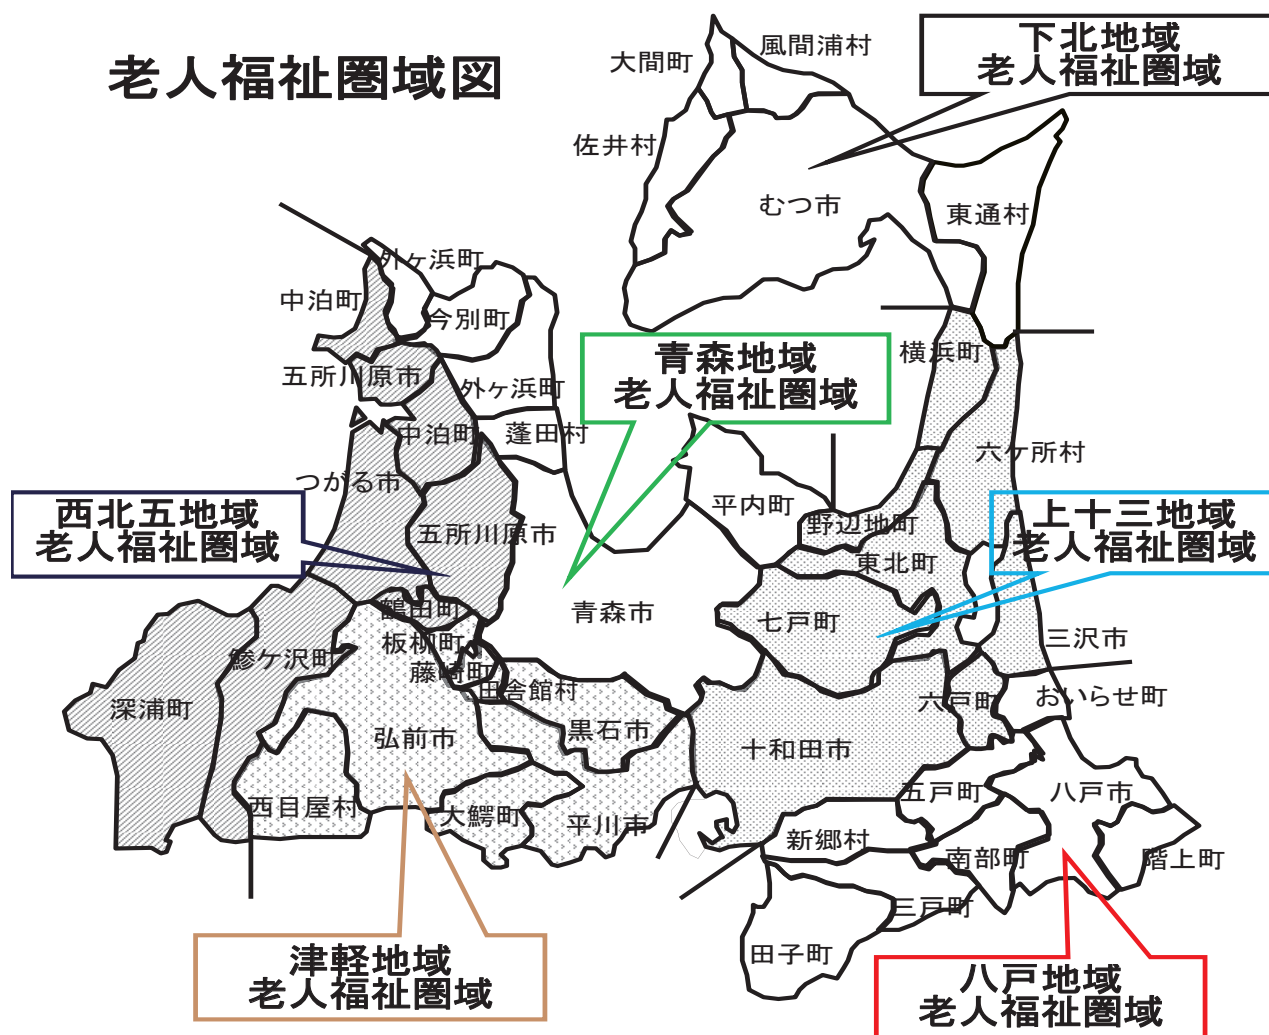 老人福祉圏域図
下北地域
老人福祉圏域
風間浦村
大間町
佐井村
むつ市
東通村
外ヶ浜町
中泊町
今別町
五所川原市
外ヶ浜町
中泊町
蓬田村
つがる市
青森地域
老人福祉圏域
横浜町
六ケ所村
西北五地域
老人福祉圏域
五所川原市
平内町
野辺地町
上十三地域
老人福祉圏域
東北町
鶴田町
青森市
七戸町
三沢市
板柳町
藤崎町
田舎館村
鰺ケ沢町
深浦町
弘前市
黒石市
六戸町
おいらせ町
十和田市
西目屋村
大鰐町
平川市
五戸町
八戸市
新郷村
南部町
階上町
三戸町
田子町
津軽地域
老人福祉圏域
八戸地域
老人福祉圏域